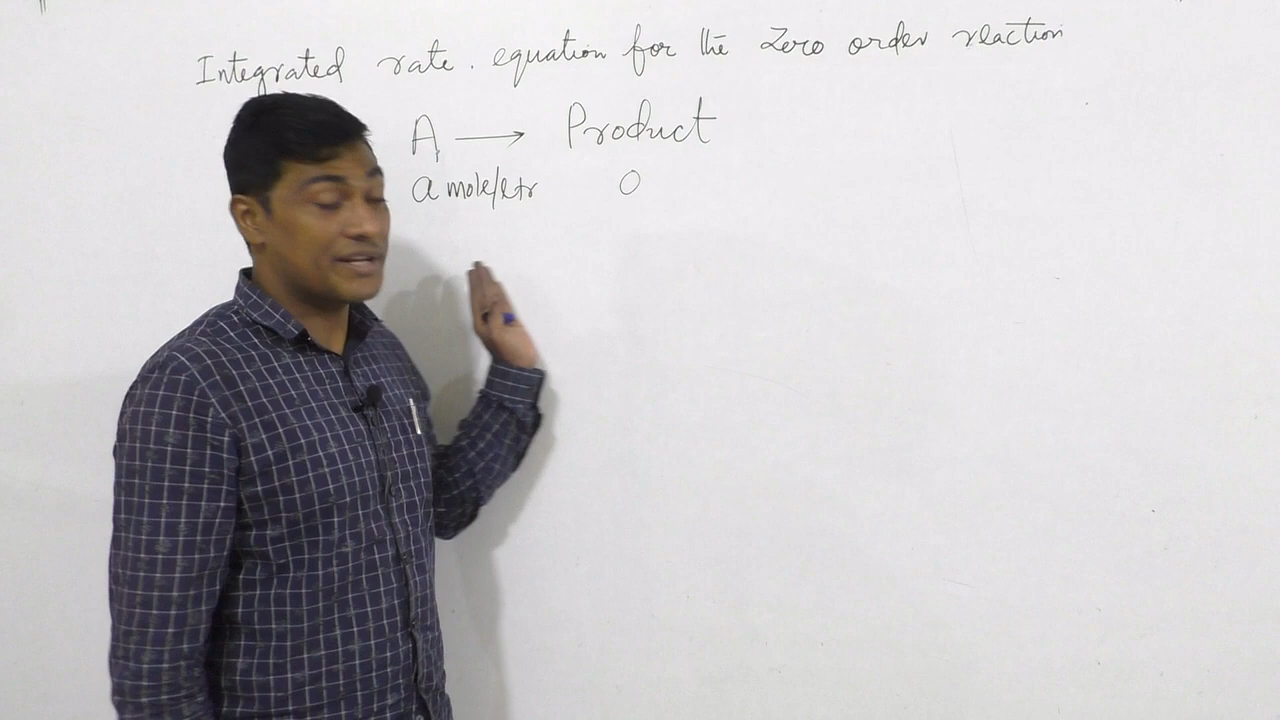 Integrated rate. equation for the Zero order reaction
A → Product
a mole/ltr 0